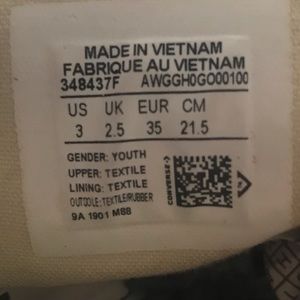 MADE IN VIETNAM
FABRIQUE AU VIETNAM
348437F AWGGH0GO00100
US UK EUR CM
3 2.5 35 21.5
GENDER: YOUTH
UPPER: TEXTILE
LINING: TEXTILE
OUTDOLE: TEXTILE/RUBBER
9A 1901 M88
CONVERSE